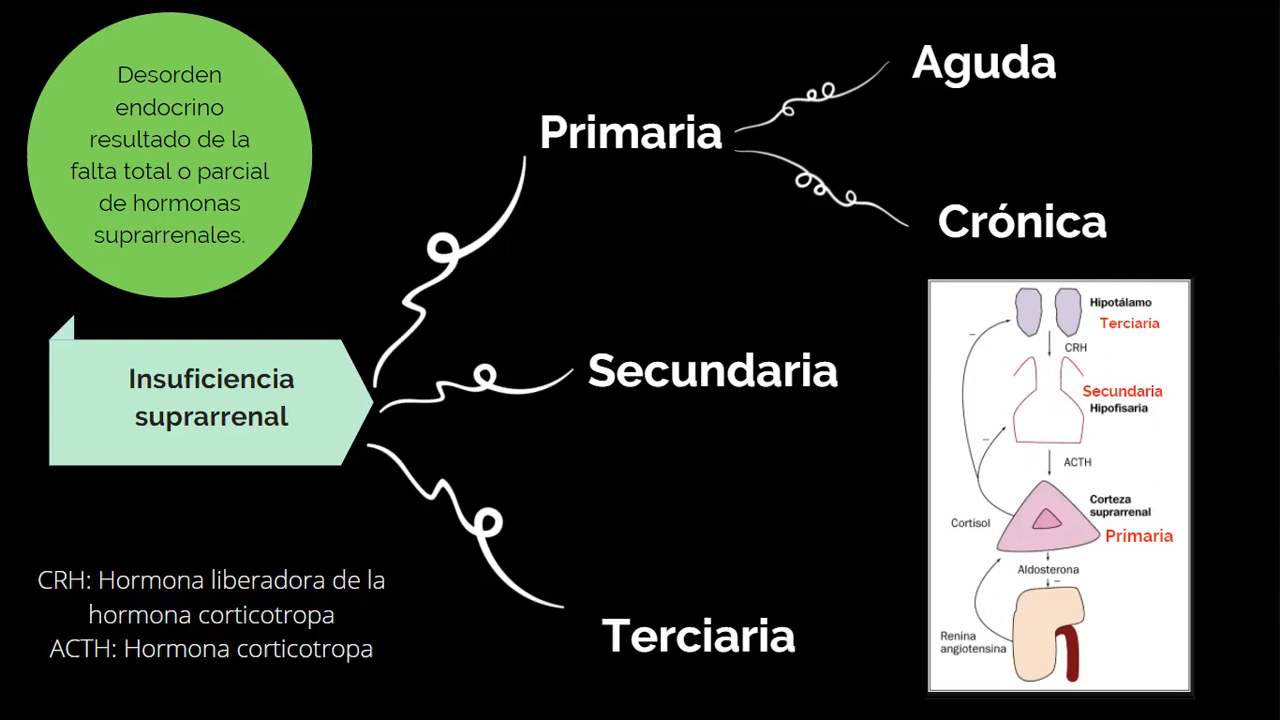 Desorden
endocrino
resultado de la
falta total o parcial
de hormonas
suprarrenales.
Insuficiencia
suprarrenal
CRH: Hormona liberadora de la
hormona corticotropa
ACTH: Hormona corticotropa
Primaria
Aguda
Crónica
Secundaria
Terciaria
Hipotálamo
Terciaria
CRH
Secundaria
Hipofisaria
ACTH
Corteza
suprarrenal
Cortisol
Primaria
Aldosterona
Renina
angiotensina
–
–
–